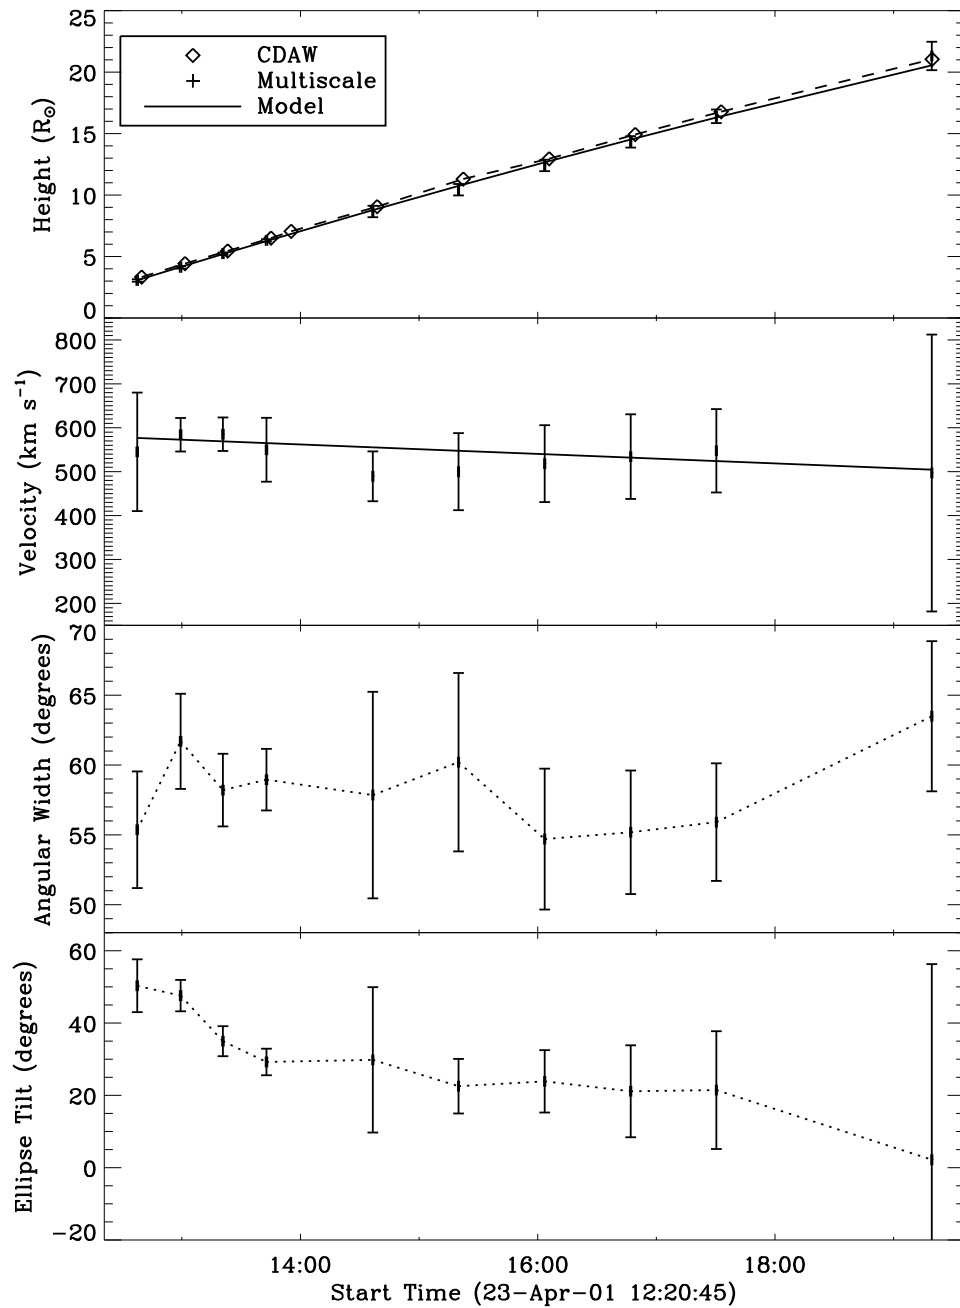 25
20
15
10
5
0
Height (R☉)
CDAW
Multiscale
Model
800
700
600
500
400
300
200
Velocity (km s⁻¹)
70
65
60
55
50
Angular Width (degrees)
60
40
20
0
−20
Ellipse Tilt (degrees)
14:00 16:00 18:00
Start Time (23-Apr-01 12:20:45)